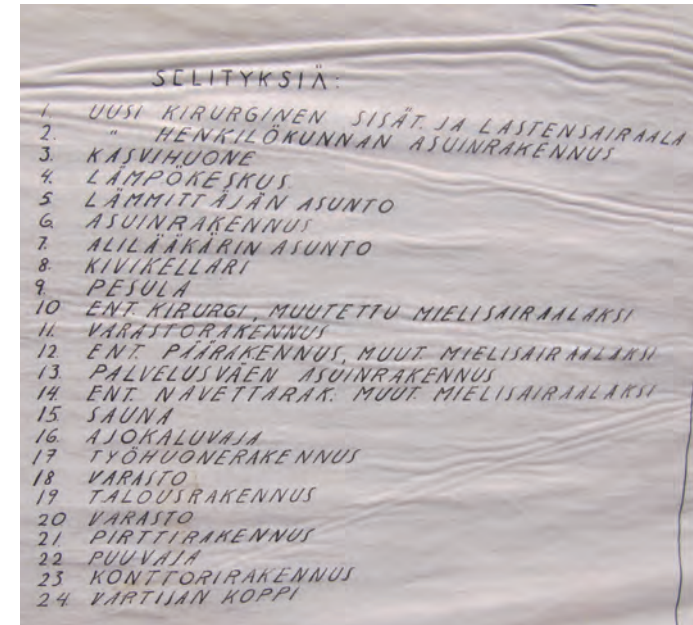 SELITYKSIÄ:
1. UUSI KIRURGINEN SISÄT. JA LASTENSAIRAALA
2. " HENKILÖKUNNAN ASUINRAKENNUS
3. KASVIHUONE
4. LÄMPÖKESKUS
5 LÄMMITTÄJÄN ASUNTO
6. ASUINRAKENNUS
7. ALILÄÄKÄRIN ASUNTO
8. KIVIKELLARI
9. PESULA
10 ENT. KIRURGI, MUUTETTU MIELISAIRAALAKSI
11. VARASTORAKENNUS
12 ENT. PÄÄRAKENNUS, MUUT. MIELISAIRAALAKSI
13. PALVELUSVÄEN ASUINRAKENNUS
14. ENT. NAVETTARAK. MUUT. MIELISAIRAALAKSI
15. SAUNA
16. AJOKALUVAJA
17 TYÖHUONERAKENNUS
18 VARASTO
19 TALOUSRAKENNUS
20 VARASTO
21. PIRTTIRAKENNUS
22 PUUVAJA
23 KONTTORIRAKENNUS
24 VARTISAN KOPPI